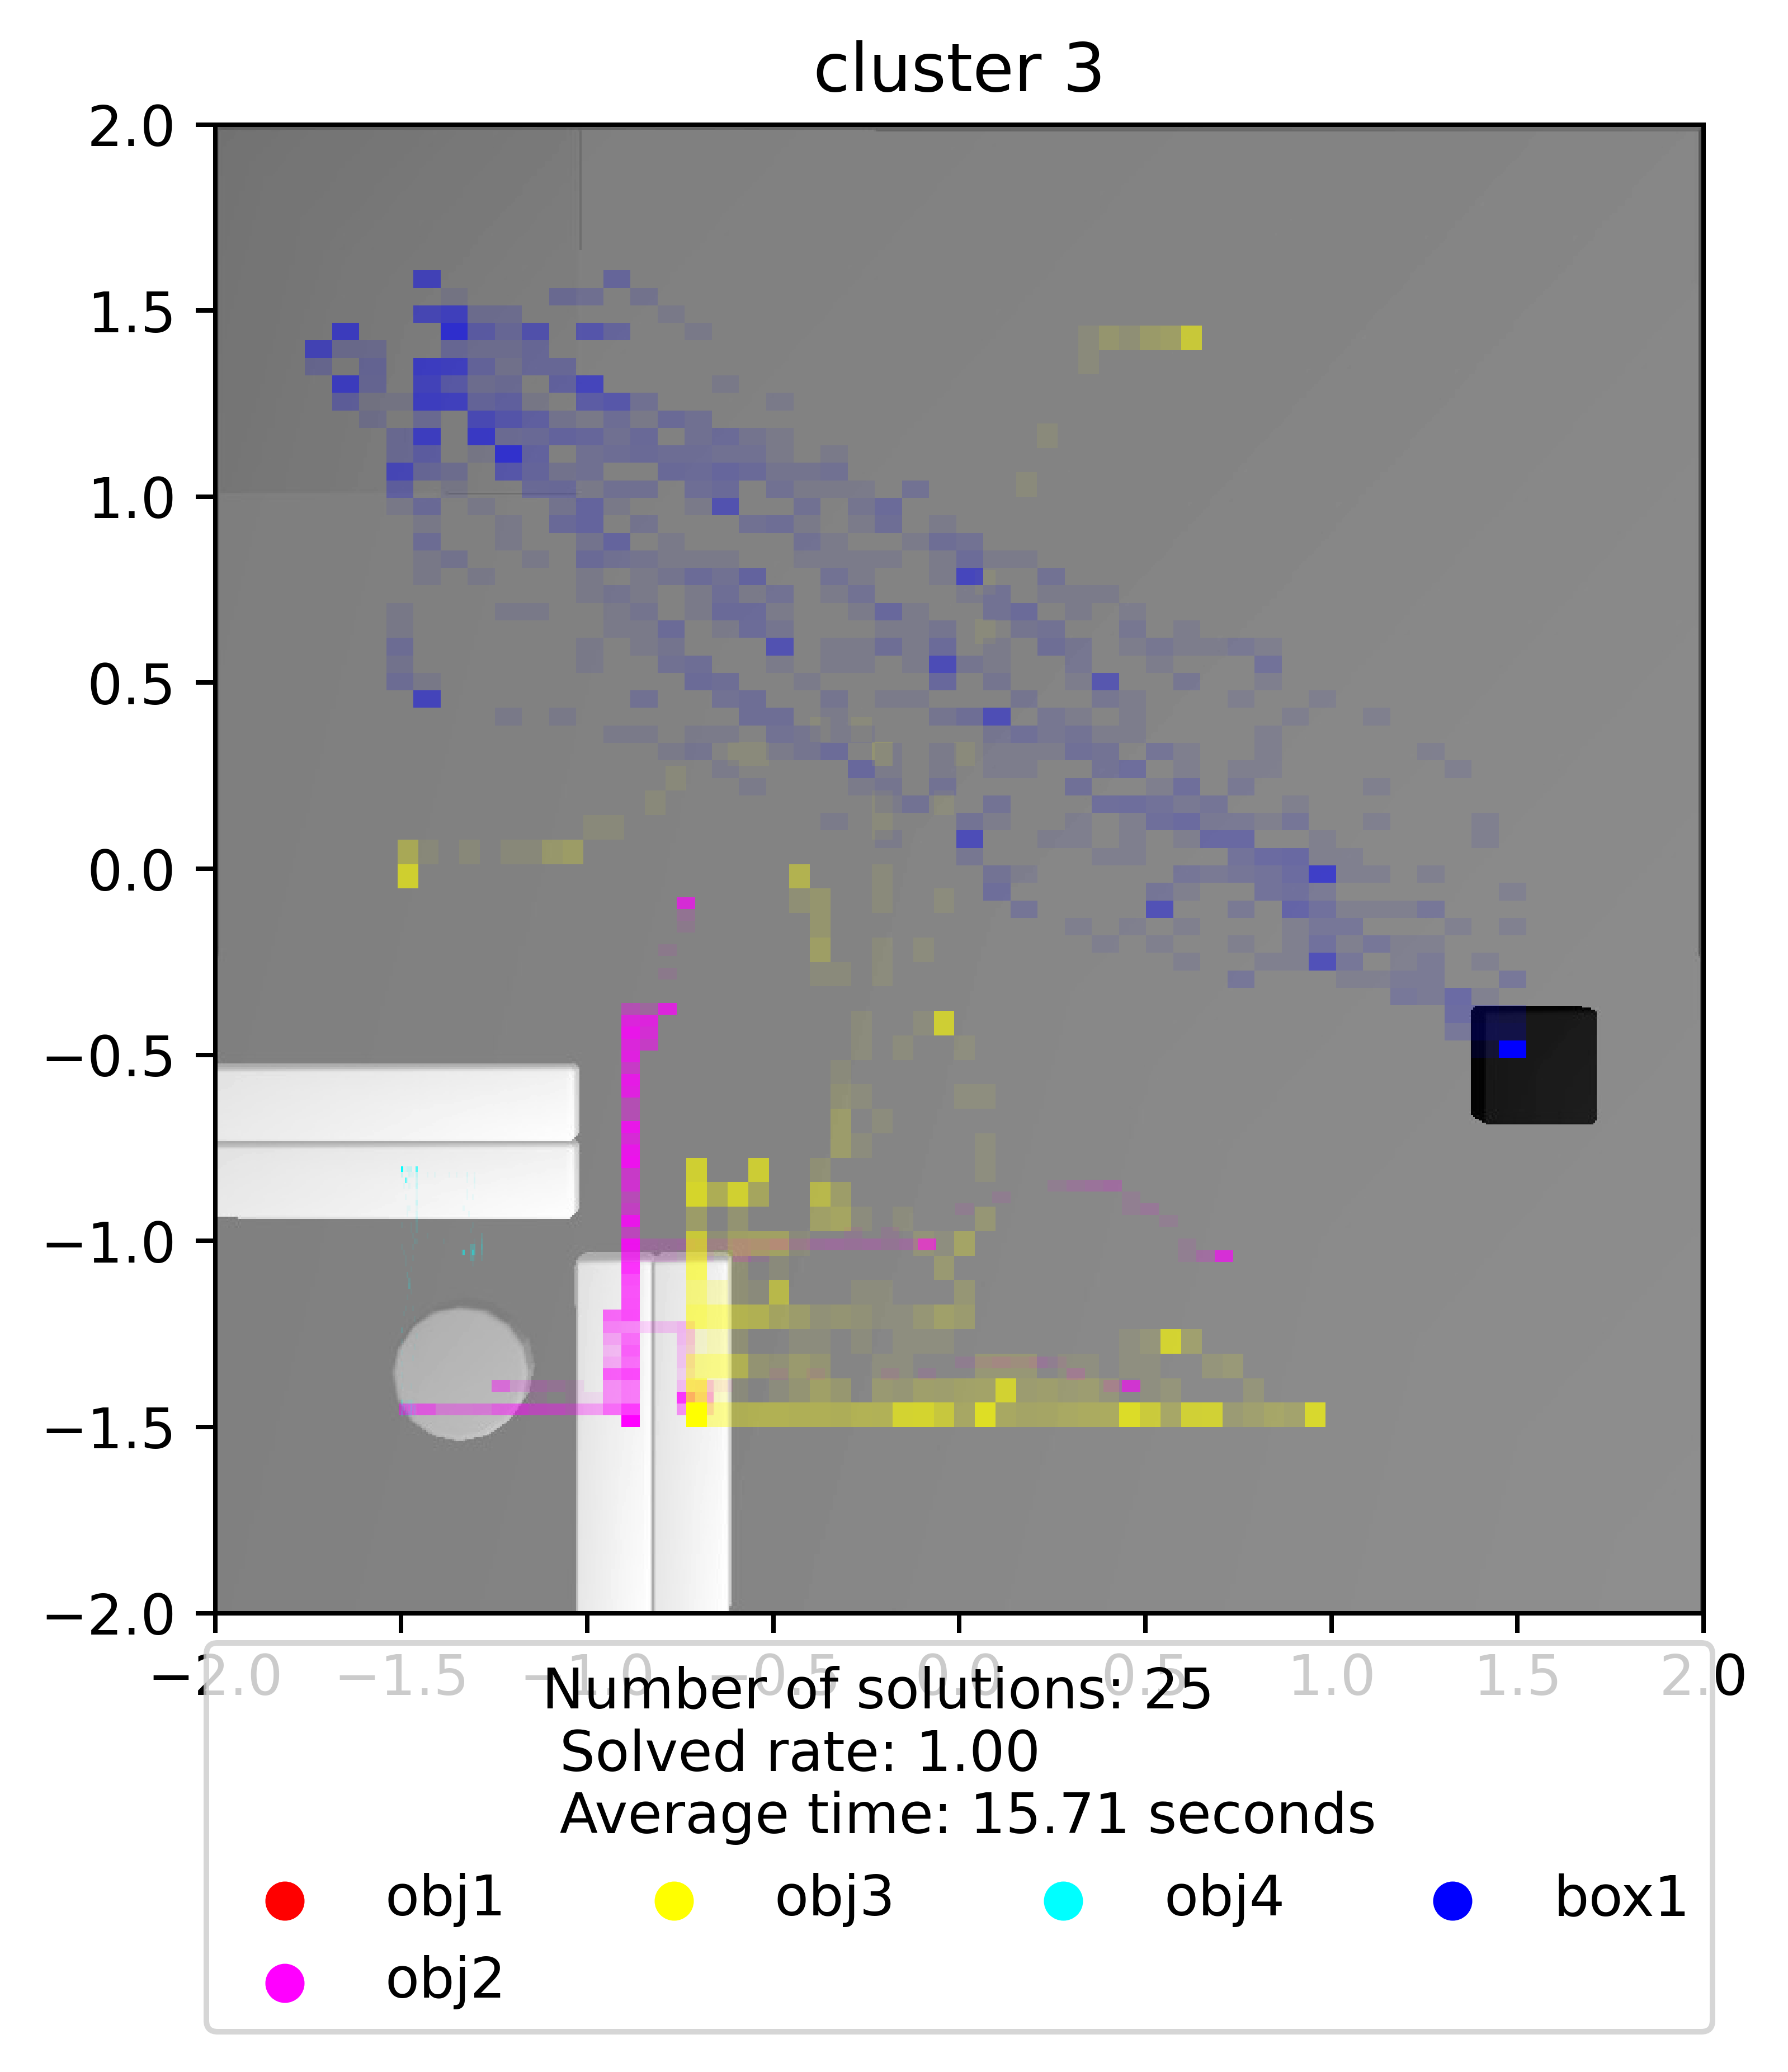 cluster 3
2.0
1.5
1.0
0.5
0.0
−0.5
−1.0
−1.5
−2.0
−2.0 −1.5 −1.0 −0.5 0.0 0.5 1.0 1.5 2.0
Number of solutions: 25
Solved rate: 1.00
Average time: 15.71 seconds
obj1 obj3 obj4 box1
obj2